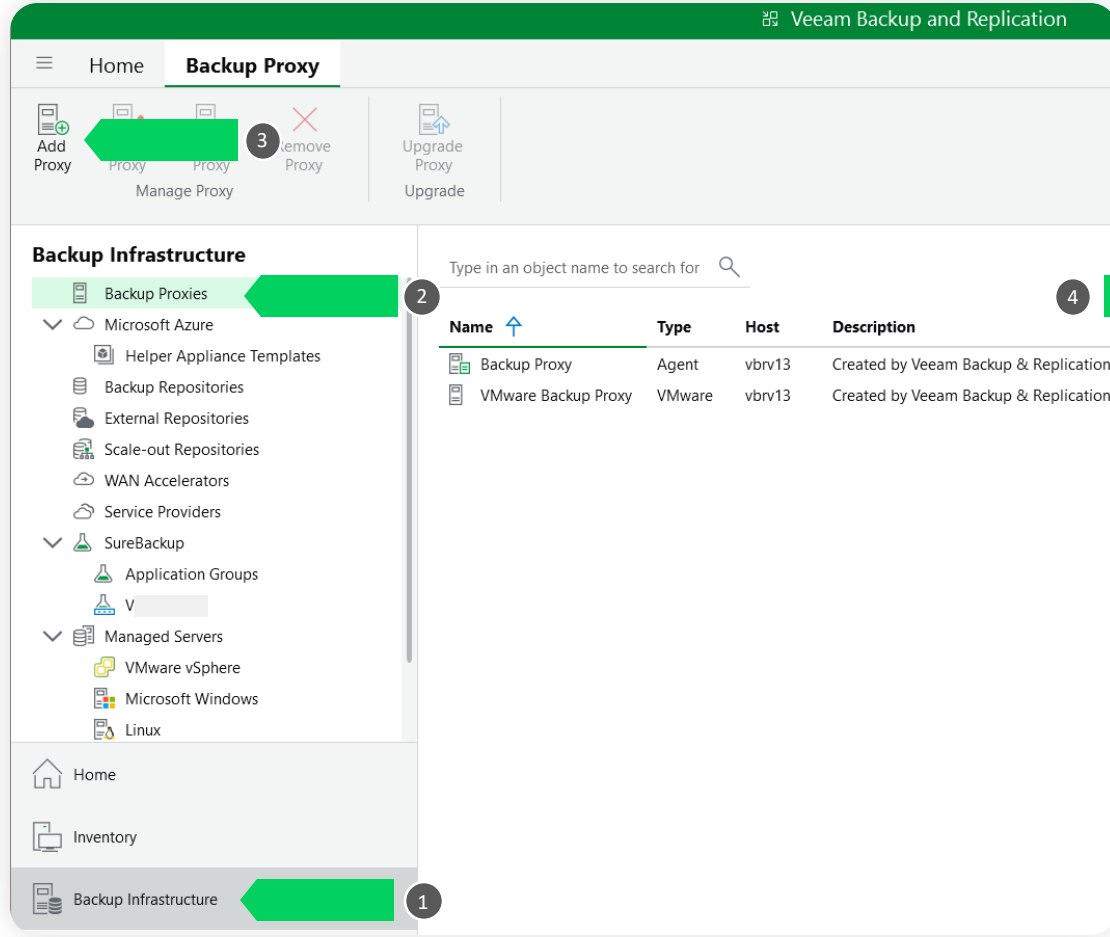 Veeam Backup and Replication
Home
Backup Proxy
Add
Proxy
Proxy
Proxy
Proxy
Manage Proxy
Upgrade
Proxy
Upgrade
3
Backup Infrastructure
Backup Proxies
2
Microsoft Azure
Helper Appliance Templates
Backup Repositories
External Repositories
Scale-out Repositories
WAN Accelerators
Service Providers
SureBackup
Application Groups
V
Managed Servers
VMware vSphere
Microsoft Windows
Linux
Home
Inventory
Backup Infrastructure
1
Type in an object name to search for
4
Name Type Host Description
Backup Proxy Agent vbrv13 Created by Veeam Backup & Replication
VMware Backup Proxy VMware vbrv13 Created by Veeam Backup & Replication